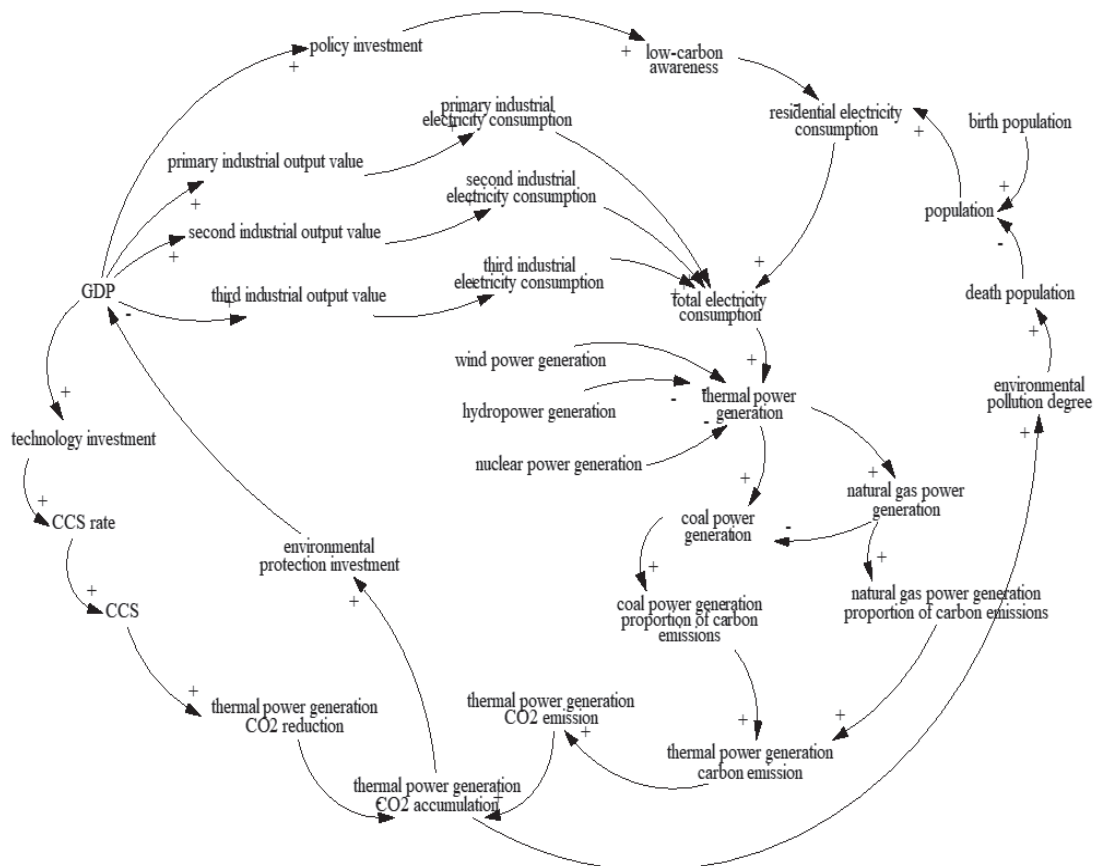 policy investment
low-carbon
awareness
residential electricity
consumption
birth population
primary industrial
electricity consumption
primary industrial output value
second industrial
electricity consumption
population
second industrial output value
third industrial
electricity consumption
GDP
third industrial output value
total electricity
consumption
death population
wind power generation
thermal power
generation
environmental
pollution degree
hydropower generation
technology investment
nuclear power generation
natural gas power
generation
CCS rate
coal power
generation
environmental
protection investment
CCS
coal power generation
proportion of carbon
emissions
natural gas power generation
proportion of carbon emissions
thermal power generation
CO2 reduction
thermal power generation
CO2 emission
thermal power generation
carbon emission
thermal power generation
CO2 accumulation